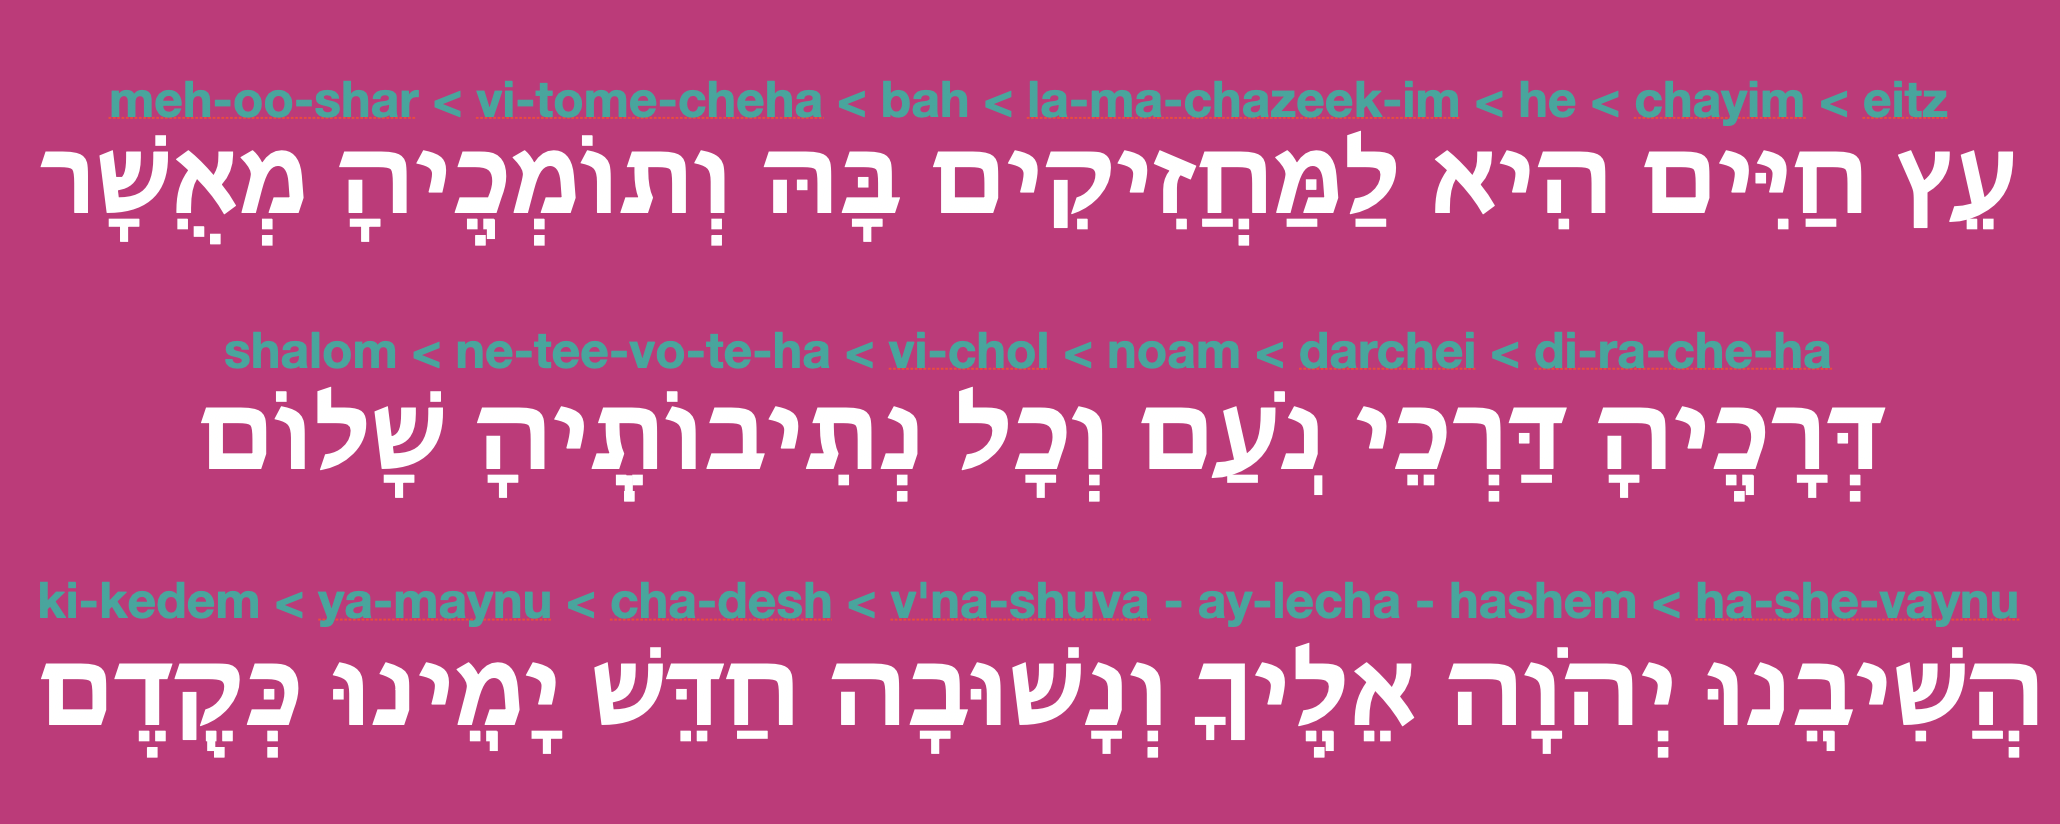 meh-oo-shar < vi-tome-cheha < bah < la-ma-chazeek-im < he < chayim < eitz
עֵץ חַיִּים הִיא לַמַּחֲזִיקִים בָּהּ וְתוֹמְכֶֽיהָ מְאֻשָּׁר
shalom < ne-tee-vo-te-ha < vi-chol < noam < darchei < di-ra-che-ha
דְּרָכֶֽיהָ דַּרְכֵי נֹֽעַם וְכָל נְתִיבוֹתֶֽיהָ שָׁלוֹם
ki-kedem < ya-maynu < cha-desh < v'na-shuva - ay-lecha - hashem < ha-she-vaynu
הֲשִׁיבֵֽנוּ יְהֹוָה אֵלֶֽיךָ וְנָשׁוּבָה חַדֵּשׁ יָמֵֽינוּ כְּקֶֽדֶם